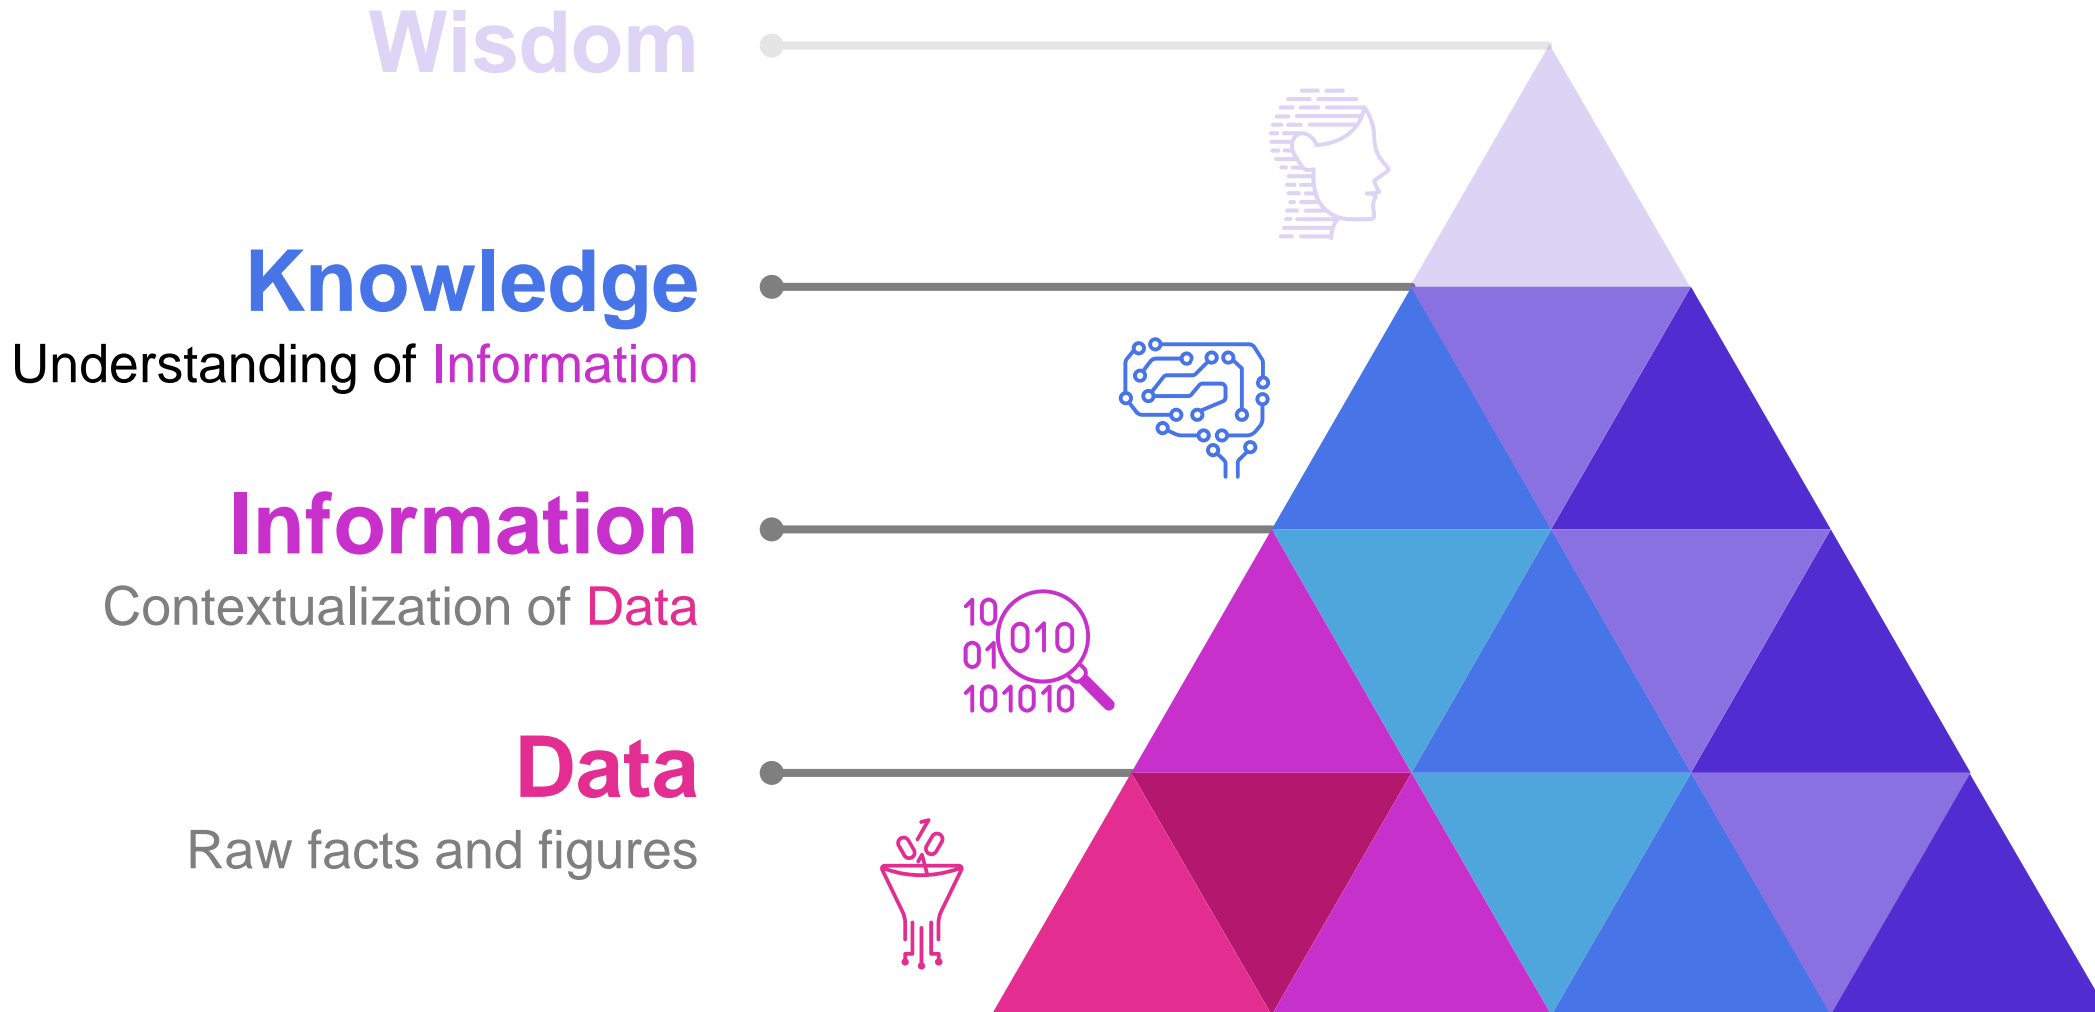 Wisdom
Knowledge
Understanding of Information
Information
Contextualization of Data
10
010
01
101010
Data
Raw facts and figures